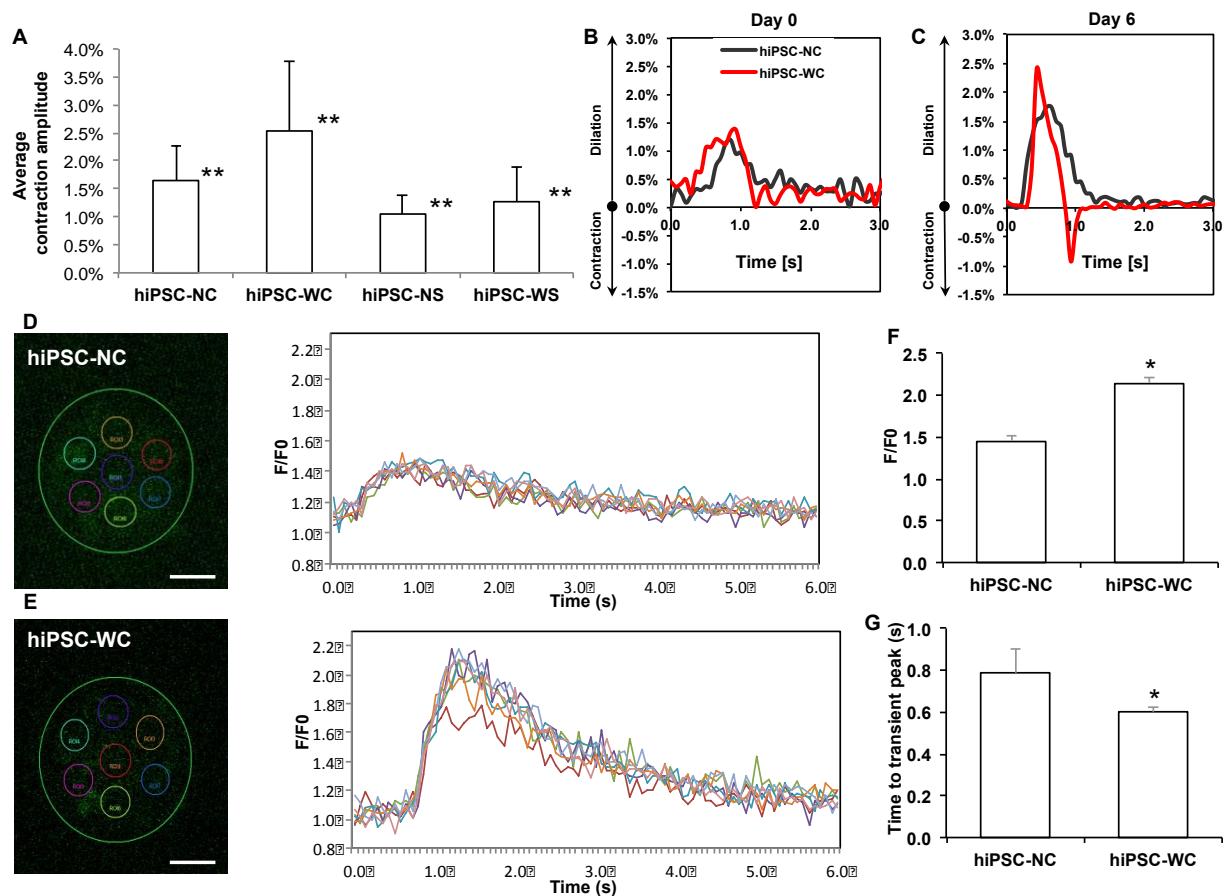 A
Average
contraction amplitude
4.0%
3.5%
3.0%
2.5%
2.0%
1.5%
1.0%
0.5%
0.0%
**
**
**
**
hiPSC-NC
hiPSC-WC
hiPSC-NS
hiPSC-WS
Day 0
B
Dilation
Contraction
3.0%
2.5%
2.0%
1.5%
1.0%
0.5%
0.0%
-0.5%
-1.0%
-1.5%
hiPSC-NC
hiPSC-WC
0.0
1.0
2.0
3.0
Time [s]
Day 6
C
Dilation
Contraction
3.0%
2.5%
2.0%
1.5%
1.0%
0.5%
0.0%
-0.5%
-1.0%
-1.5%
0.0
1.0
2.0
3.0
Time [s]
D
hiPSC-NC
F/F0
2.2
2.0
1.8
1.6
1.4
1.2
1.0
0.8
0.0
1.0
2.0
3.0
4.0
5.0
6.0
Time (s)
E
hiPSC-WC
F/F0
2.2
2.0
1.8
1.6
1.4
1.2
1.0
0.8
0.0
1.0
2.0
3.0
4.0
5.0
6.0
Time (s)
F
F/F0
2.5
2.0
1.5
1.0
0.5
0.0
*
hiPSC-NC
hiPSC-WC
G
Time to transient peak (s)
1.0
0.8
0.6
0.4
0.2
0.0
*
hiPSC-NC
hiPSC-WC